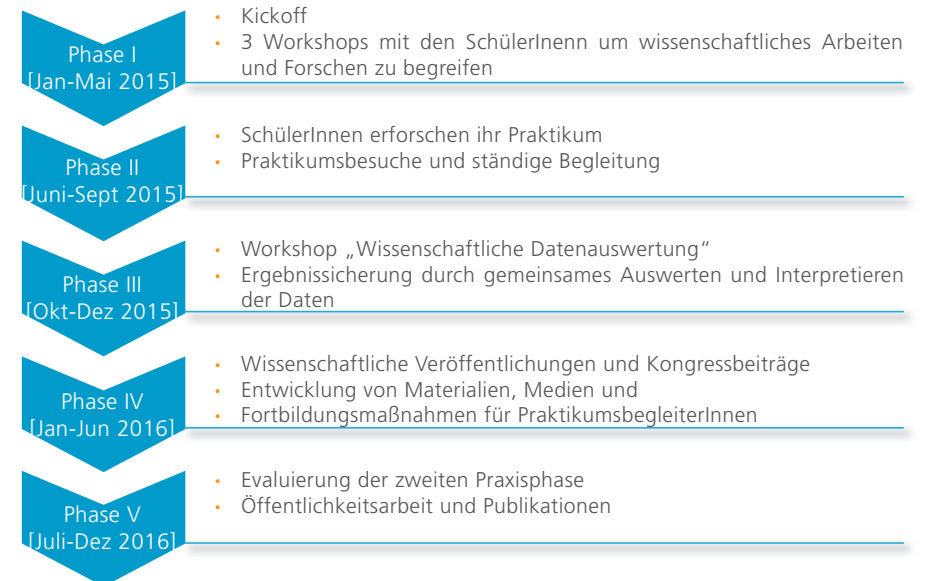 Phase I
[Jan-Mai 2015]
• Kickoff
• 3 Workshops mit den SchülerInenn um wissenschaftliches Arbeiten
und Forschen zu begreifen
Phase II
[Juni-Sept 2015]
• SchülerInnen erforschen ihr Praktikum
• Praktikumsbesuche und ständige Begleitung
Phase III
[Okt-Dez 2015]
• Workshop „Wissenschaftliche Datenauswertung“
• Ergebnissicherung durch gemeinsames Auswerten und Interpretieren
der Daten
Phase IV
[Jan-Jun 2016]
• Wissenschaftliche Veröffentlichungen und Kongressbeiträge
• Entwicklung von Materialien, Medien und
• Fortbildungsmaßnahmen für PraktikumsbegleiterInnen
Phase V
[Juli-Dez 2016]
• Evaluierung der zweiten Praxisphase
• Öffentlichkeitsarbeit und Publikationen